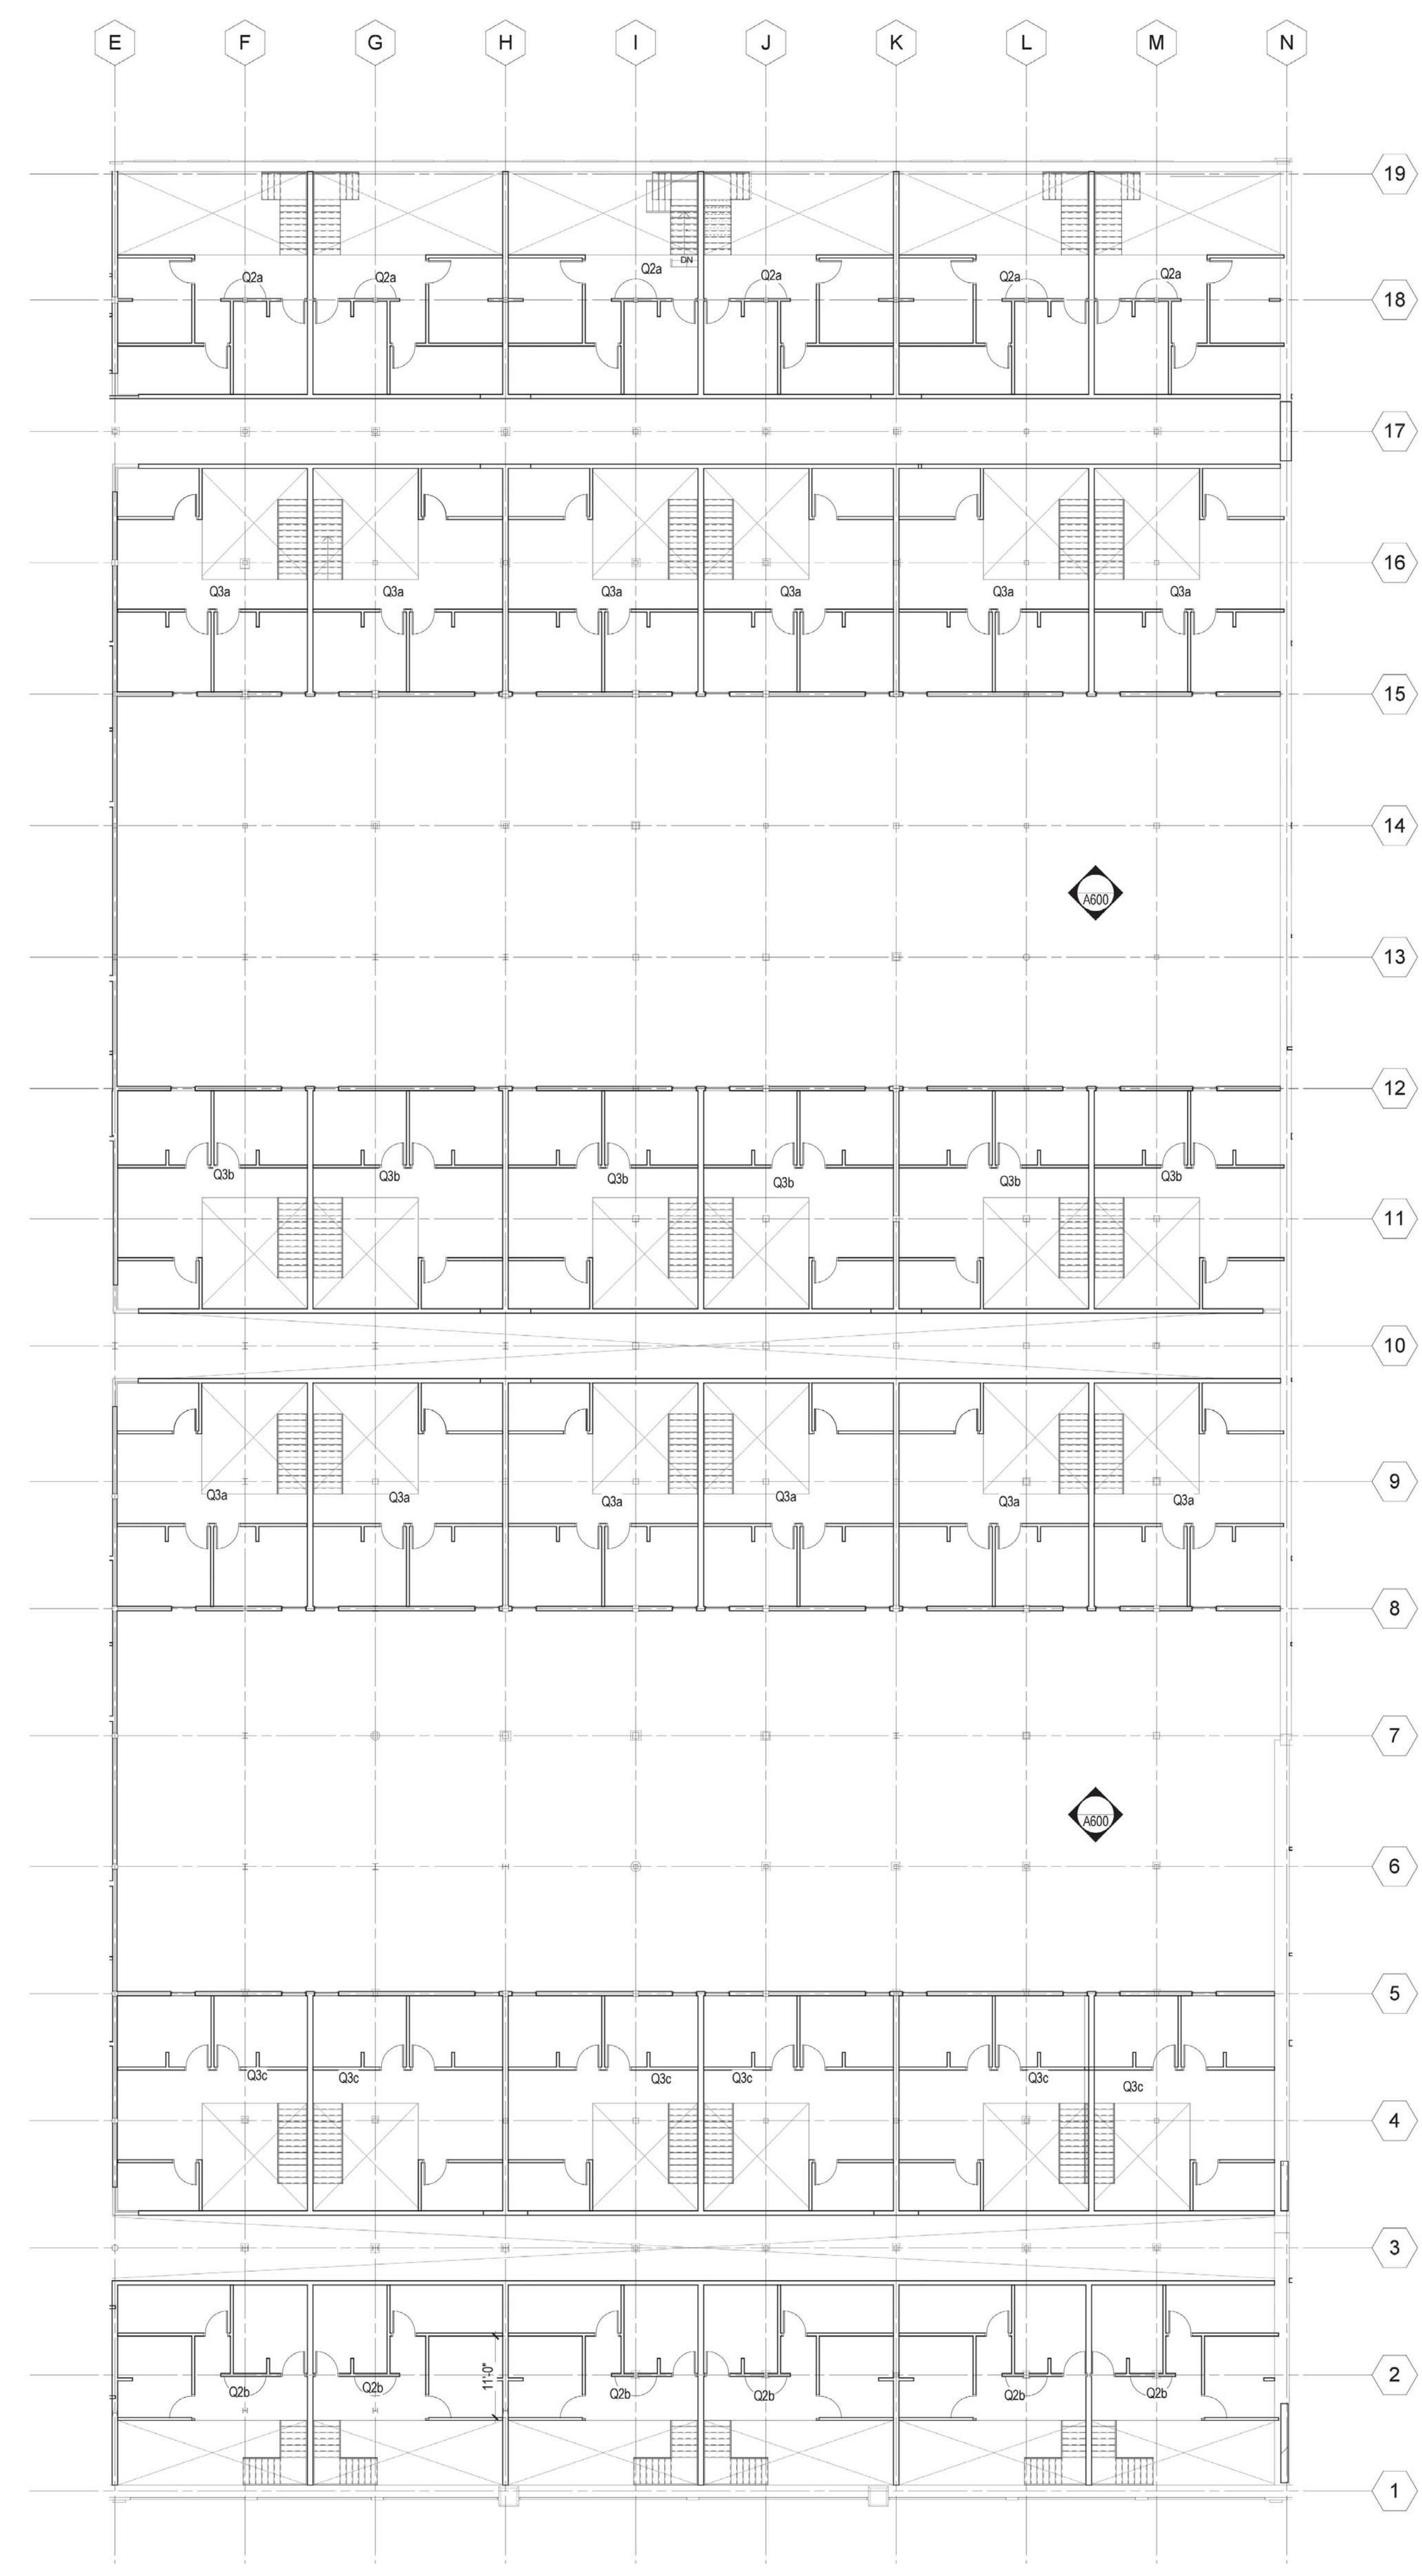 E F G H I J K L M N
19
Q2a Q2a Q2a DN Q2a Q2a Q2a
18
17
16
Q3a Q3a Q3a Q3a Q3a Q3a
15
14
A600
13
12
Q3b Q3b Q3b Q3b Q3b Q3b
11
10
9
Q3a Q3a Q3a Q3a Q3a Q3a
8
7
A600
6
5
Q3c Q3c Q3c Q3c Q3c Q3c
4
3
2
11'-0"
Q2b Q2b Q2b Q2b Q2b Q2b
1